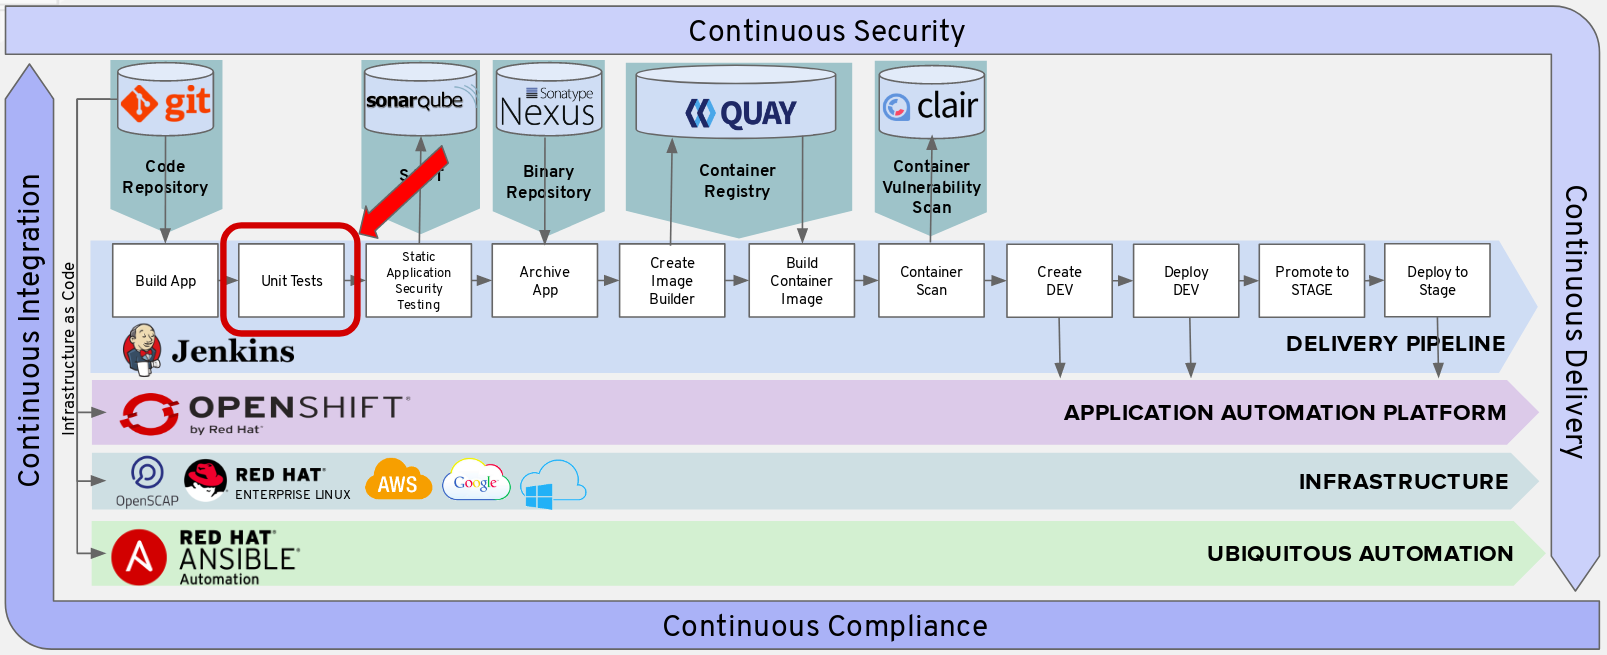 Continuous Security
Continuous Integration
Infrastructure as Code
git
Code
Repository
sonarqube
Sonatype
Nexus
Binary
Repository
QUAY
Container
Registry
clair
Container
Vulnerability
Scan
Continuous Delivery
Build App
Unit Tests
Static
Application
Security
Testing
Archive
App
Create
Image
Builder
Build
Container
Image
Container
Scan
Create
DEV
Deploy
DEV
Promote to
STAGE
Deploy to
Stage
Jenkins
DELIVERY PIPELINE
OPENSHIFT
by Red Hat
APPLICATION AUTOMATION PLATFORM
OpenSCAP
RED HAT
ENTERPRISE LINUX
AWS
Google
INFRASTRUCTURE
A
RED HAT
ANSIBLE
Automation
UBIQUITOUS AUTOMATION
Continuous Compliance